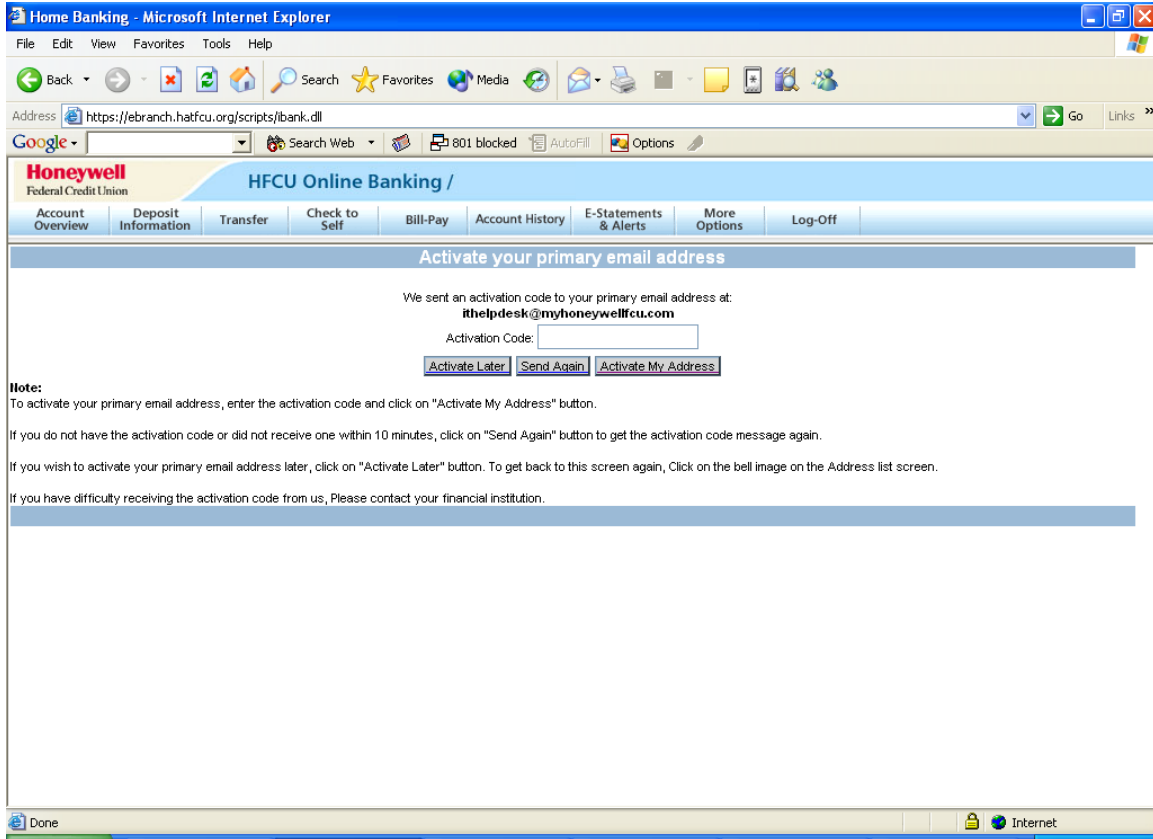 Home Banking - Microsoft Internet Explorer
File Edit View Favorites Tools Help
Back Search Favorites Media
Address https://ebranch.hatfcu.org/scripts/ibank.dll Go Links »
Google Search Web 801 blocked AutoFill Options
Honeywell
Federal Credit Union
HFCU Online Banking /
Account Overview Deposit Information Transfer Check to Self Bill-Pay Account History E-Statements & Alerts More Options Log-Off
Activate your primary email address
We sent an activation code to your primary email address at:
ithelpdesk@myhoneywellfcu.com
Activation Code:
Activate Later Send Again Activate My Address
Note:
To activate your primary email address, enter the activation code and click on "Activate My Address" button.
If you do not have the activation code or did not receive one within 10 minutes, click on "Send Again" button to get the activation code message again.
If you wish to activate your primary email address later, click on "Activate Later" button. To get back to this screen again, Click on the bell image on the Address list screen.
If you have difficulty receiving the activation code from us, Please contact your financial institution.
Done Internet